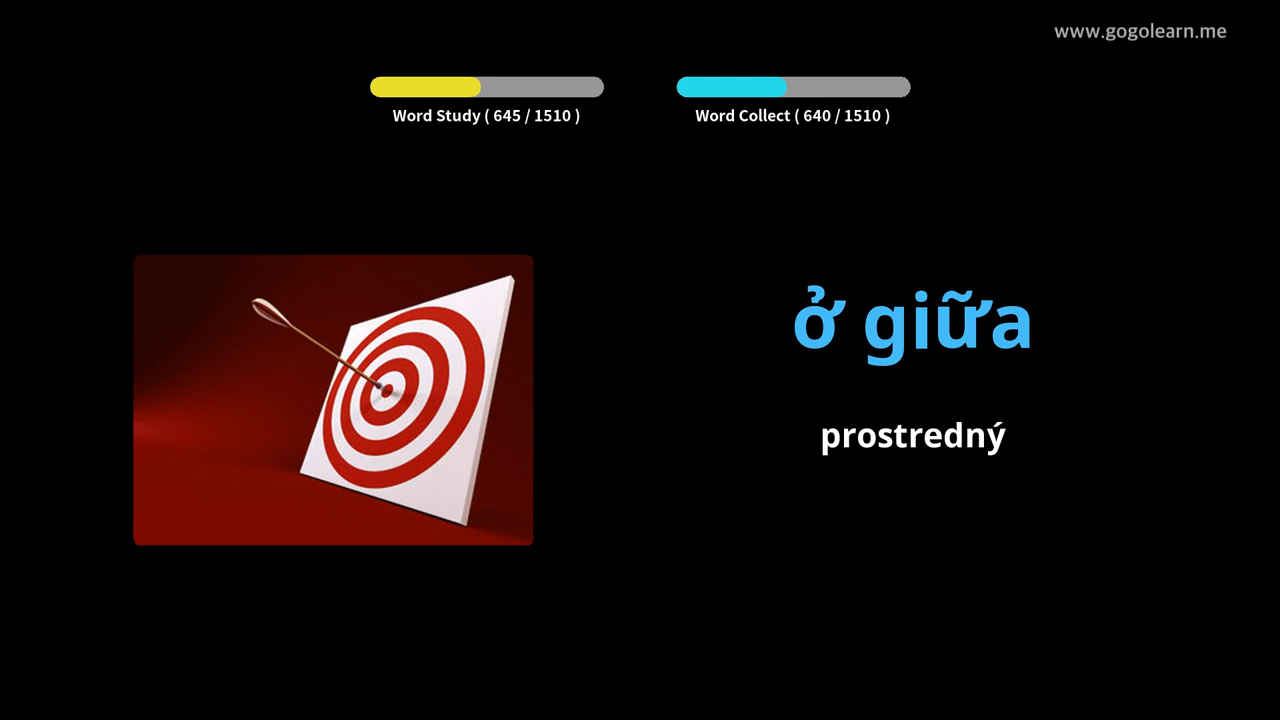 www.gogolearn.me
Word Study ( 645 / 1510 )
Word Collect ( 640 / 1510 )
ở giữa
prostredný